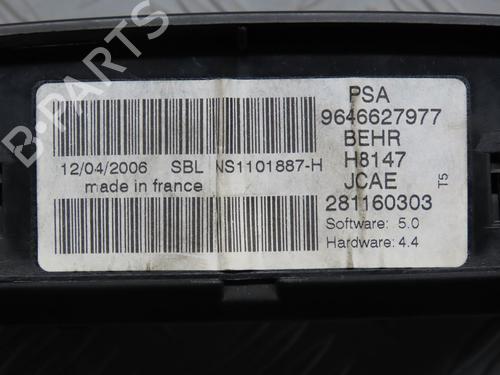 B-PARTS
PSA
9646627977
BEHR
H8147
JCAE
281160303
Software: 5.0
Hardware: 4.4
T5
12/04/2006 SBL NS1101887-H
made in france